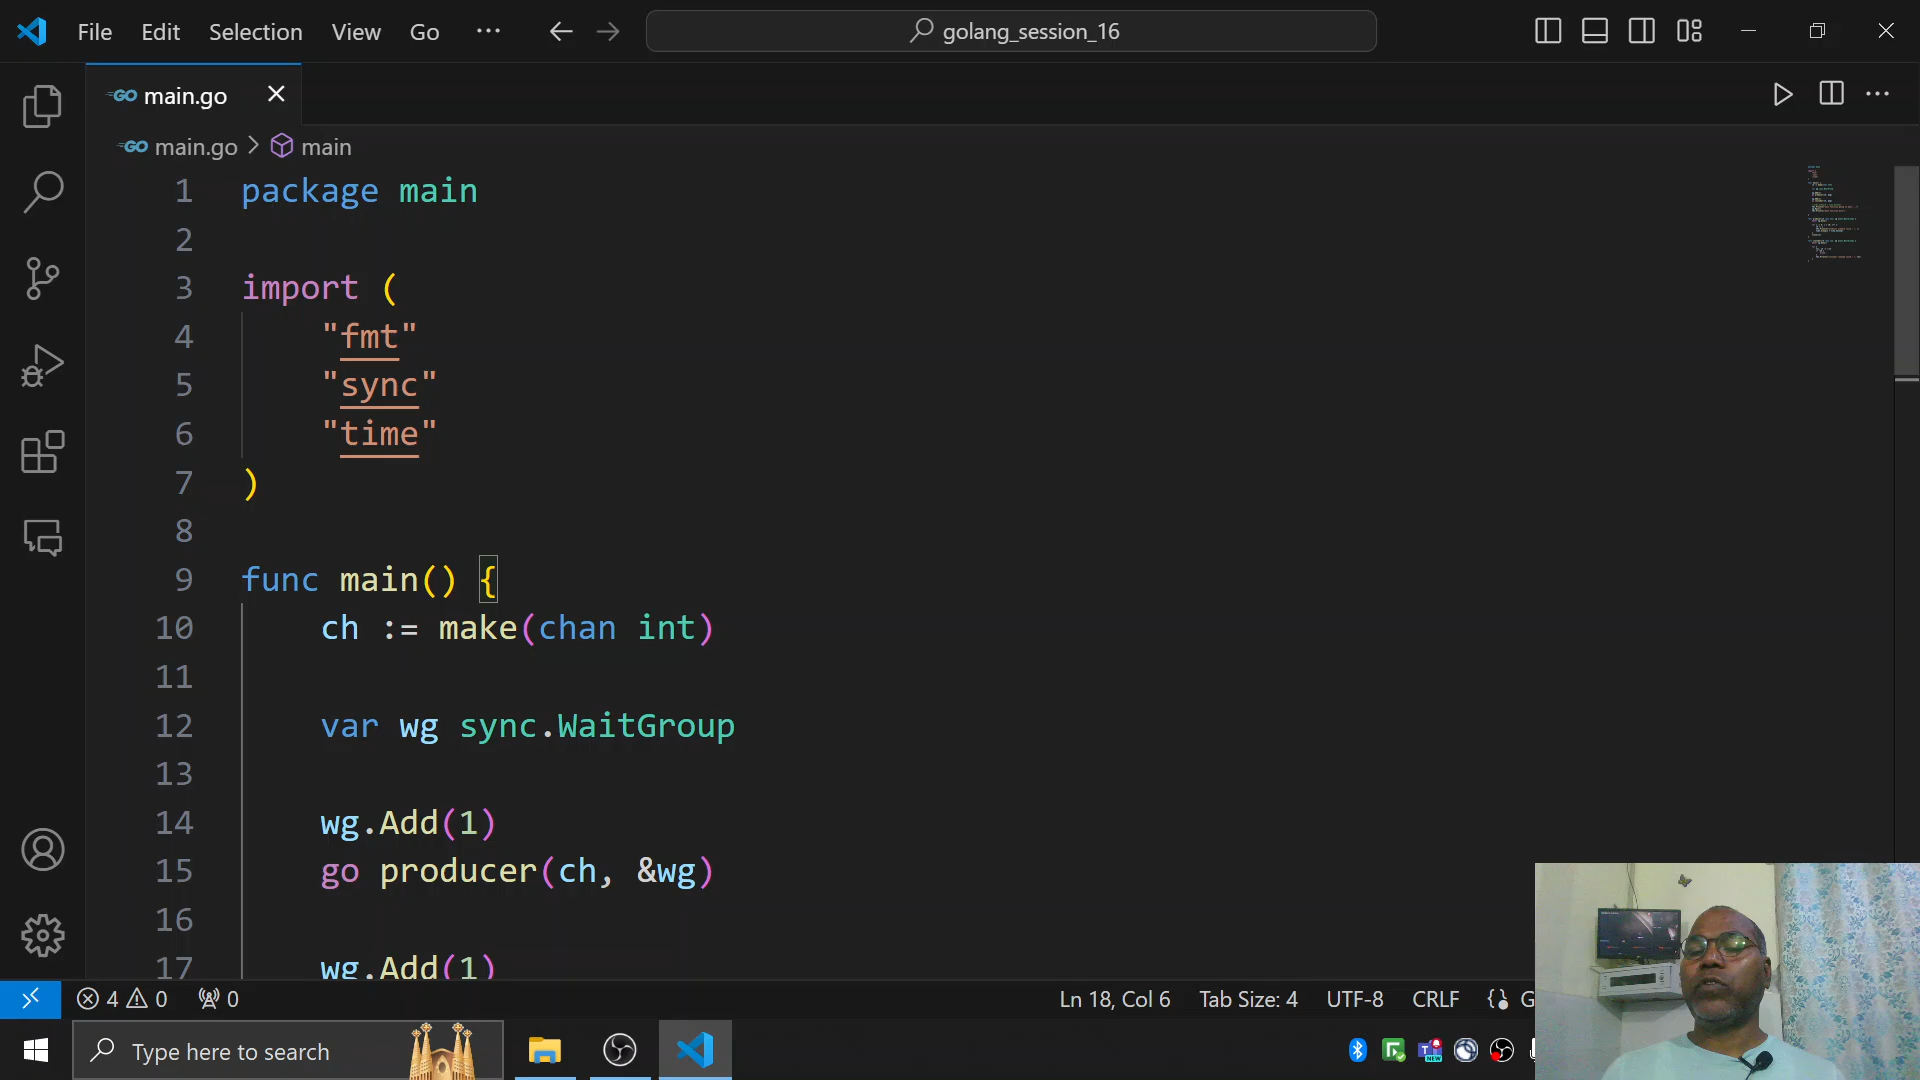 File Edit Selection View Go ··· golang_session_16
GO main.go
GO main.go > main
1 package main
2
3 import (
4 "fmt"
5 "sync"
6 "time"
7 )
8
9 func main() {
10 ch := make(chan int)
11
12 var wg sync.WaitGroup
13
14 wg.Add(1)
15 go producer(ch, &wg)
16
17 wg.Add(1)
4 0 0 Ln 18, Col 6 Tab Size: 4 UTF-8 CRLF G
Type here to search NEW